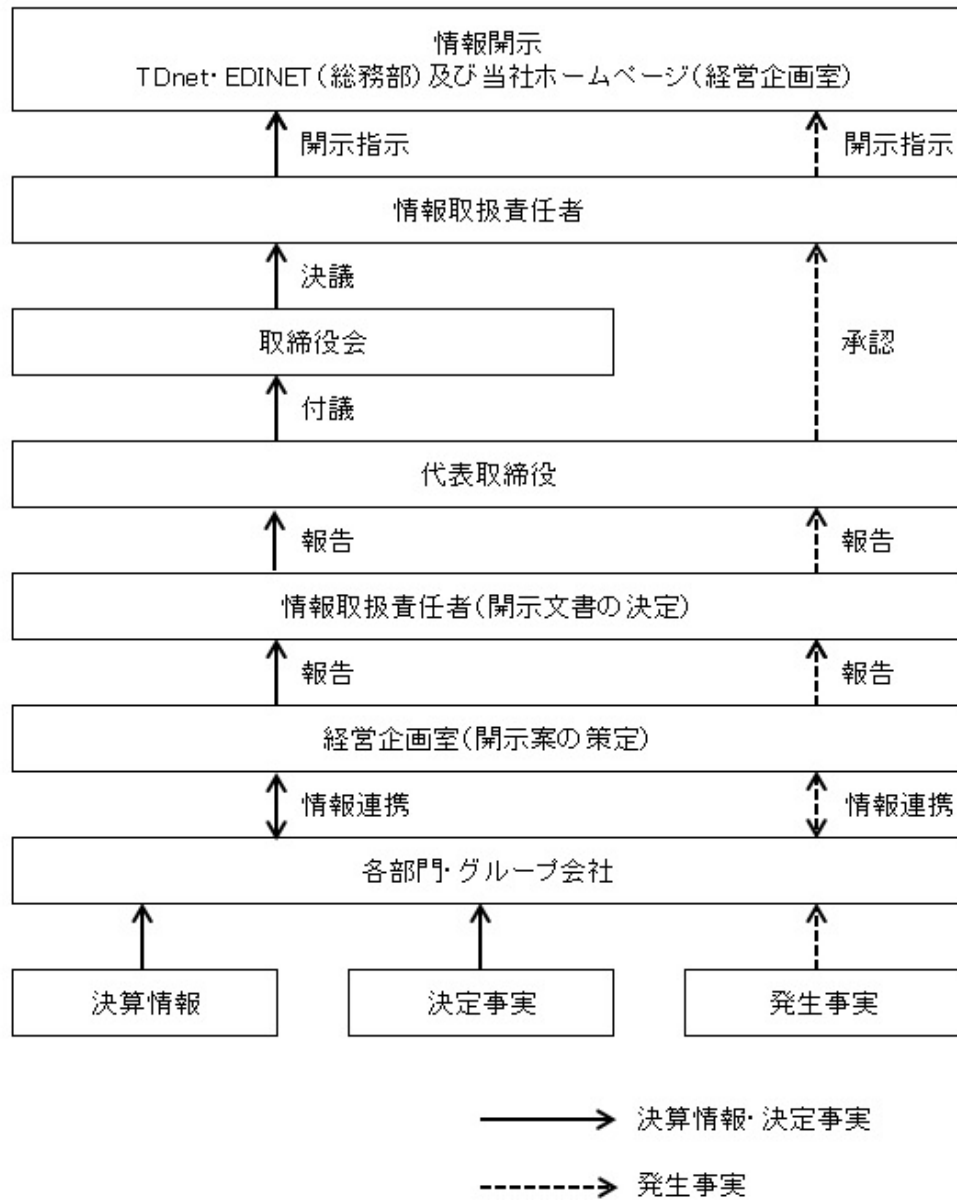 情報開示
TDnet・EDINET(総務部)及び当社ホームページ(経営企画室)
開示指示
開示指示
情報取扱責任者
決議
取締役会
承認
付議
代表取締役
報告
報告
情報取扱責任者(開示文書の決定)
報告
報告
経営企画室(開示案の策定)
情報連携
情報連携
各部門・グループ会社
決算情報
決定事実
発生事実
決算情報・決定事実
発生事実